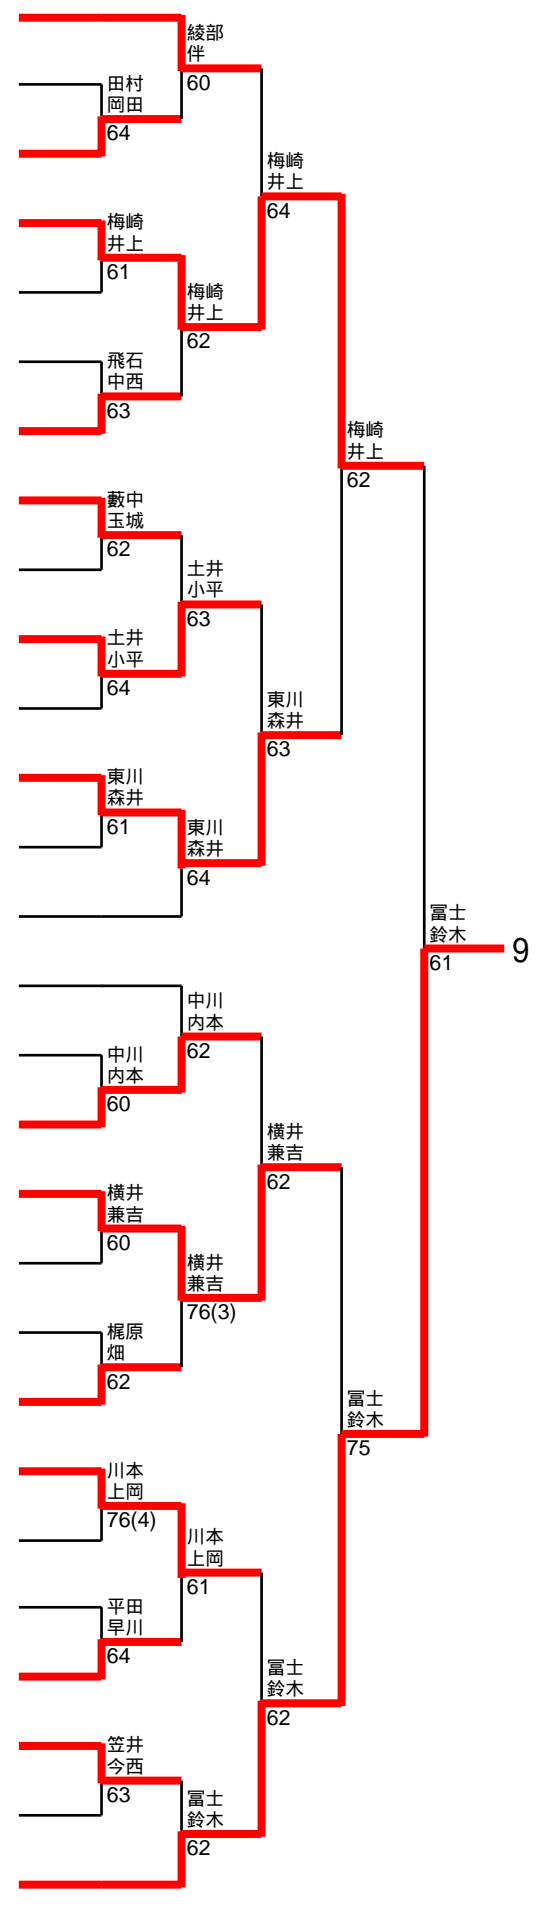 綾部
伴
60
田村
岡田
64
梅崎
井上
64
梅崎
井上
61
梅崎
井上
62
飛石
中西
63
梅崎
井上
62
藪中
玉城
62
土井
小平
63
土井
小平
64
東川
森井
63
東川
森井
61
東川
森井
64
冨士
鈴木
61
9
中川
内本
62
中川
内本
60
横井
兼吉
62
横井
兼吉
60
横井
兼吉
76(3)
梶原
畑
62
冨士
鈴木
75
川本
上岡
76(4)
川本
上岡
61
平田
早川
64
冨士
鈴木
62
笠井
今西
63
冨士
鈴木
62